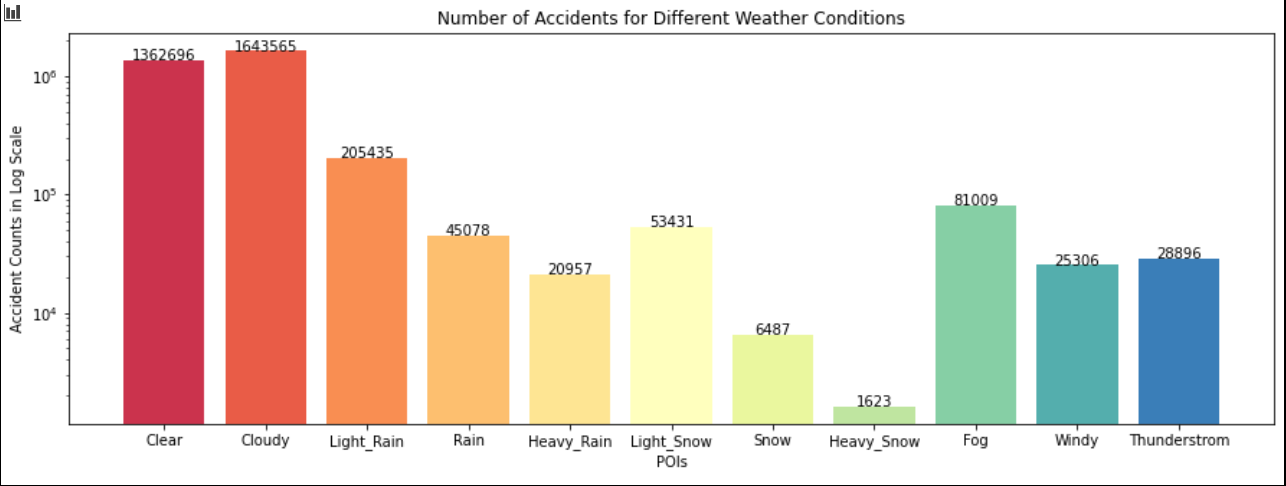 Number of Accidents for Different Weather Conditions
Accident Counts in Log Scale
10⁶
10⁵
10⁴
1362696
1643565
205435
45078
20957
53431
6487
1623
81009
25306
28896
Clear
Cloudy
Light_Rain
Rain
Heavy_Rain
Light_Snow
Snow
Heavy_Snow
Fog
Windy
Thunderstrom
POIs